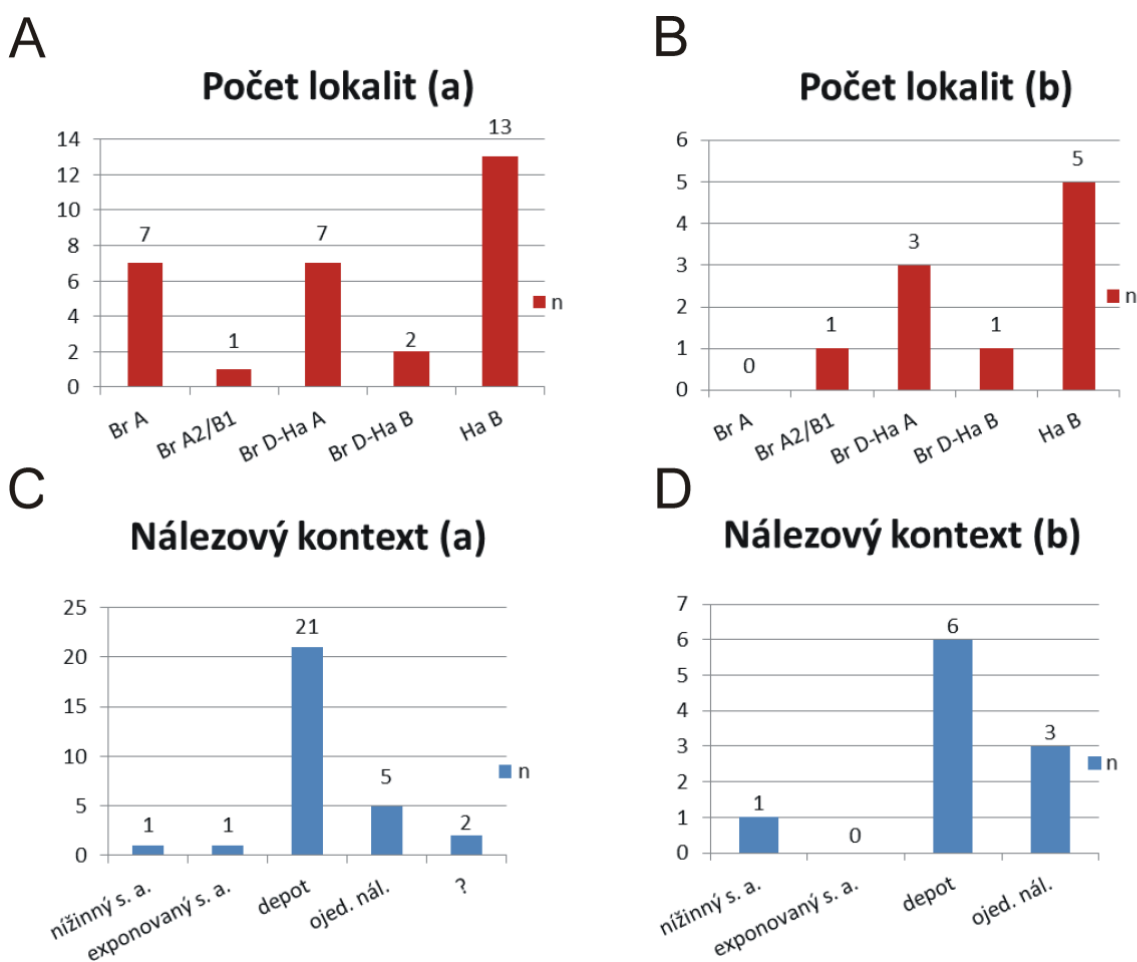 A
Počet lokalit (a)
14
12
10
8
6
4
2
0
7
1
7
2
13
Br A
Br A2/B1
Br D-Ha A
Br D-Ha B
Ha B
n
B
Počet lokalit (b)
6
5
4
3
2
1
0
0
1
3
1
5
Br A
Br A2/B1
Br D-Ha A
Br D-Ha B
Ha B
n
C
Nálezový kontext (a)
25
20
15
10
5
0
1
1
21
5
2
nížinný s. a.
exponovaný s. a.
depot
ojed. nál.
?
n
D
Nálezový kontext (b)
7
6
5
4
3
2
1
0
1
0
6
3
nížinný s. a.
exponovaný s. a.
depot
ojed. nál.
n